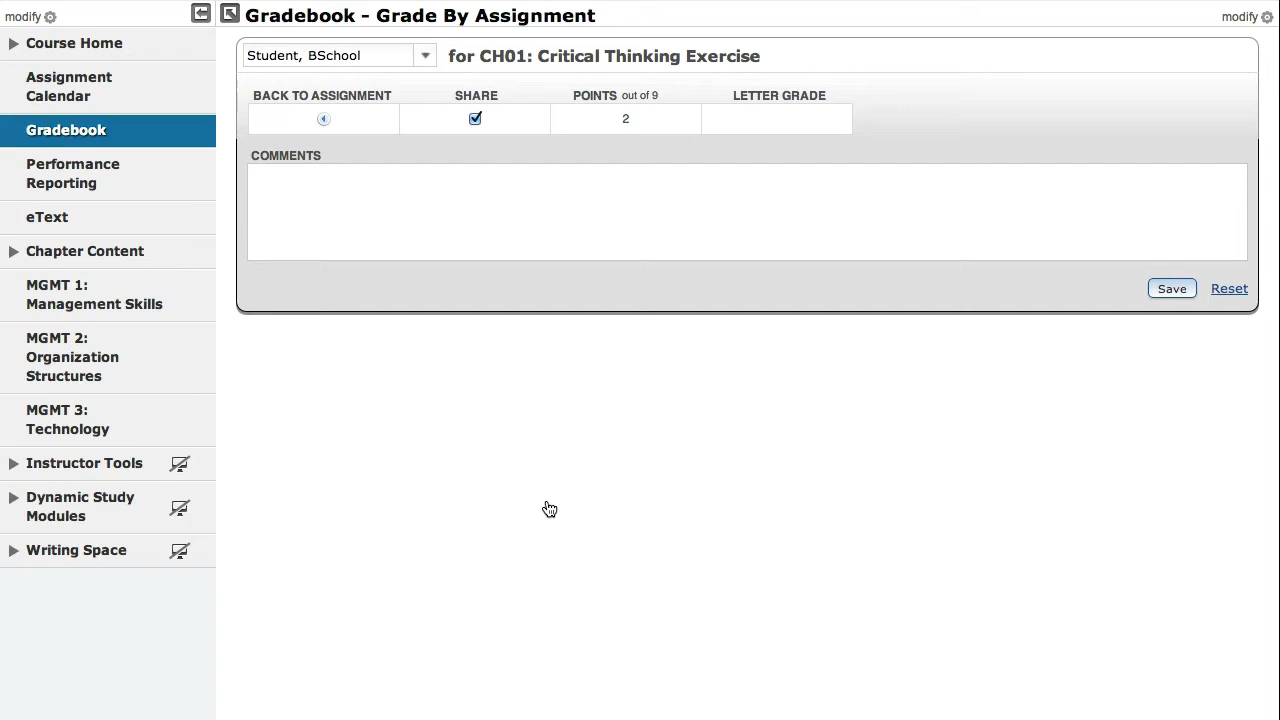 modify
Gradebook - Grade By Assignment
modify
Course Home
Assignment
Calendar
Gradebook
Performance
Reporting
eText
Chapter Content
MGMT 1:
Management Skills
MGMT 2:
Organization
Structures
MGMT 3:
Technology
Instructor Tools
Dynamic Study
Modules
Writing Space
Student, BSchool
for CH01: Critical Thinking Exercise
BACK TO ASSIGNMENT SHARE POINTS out of 9 LETTER GRADE
2
COMMENTS
Save Reset